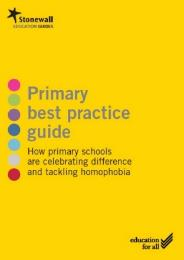 Stonewall
EDUCATION GUIDES
Primary
best practice
guide
How primary schools
are celebrating difference
and tackling homophobia
education
for all